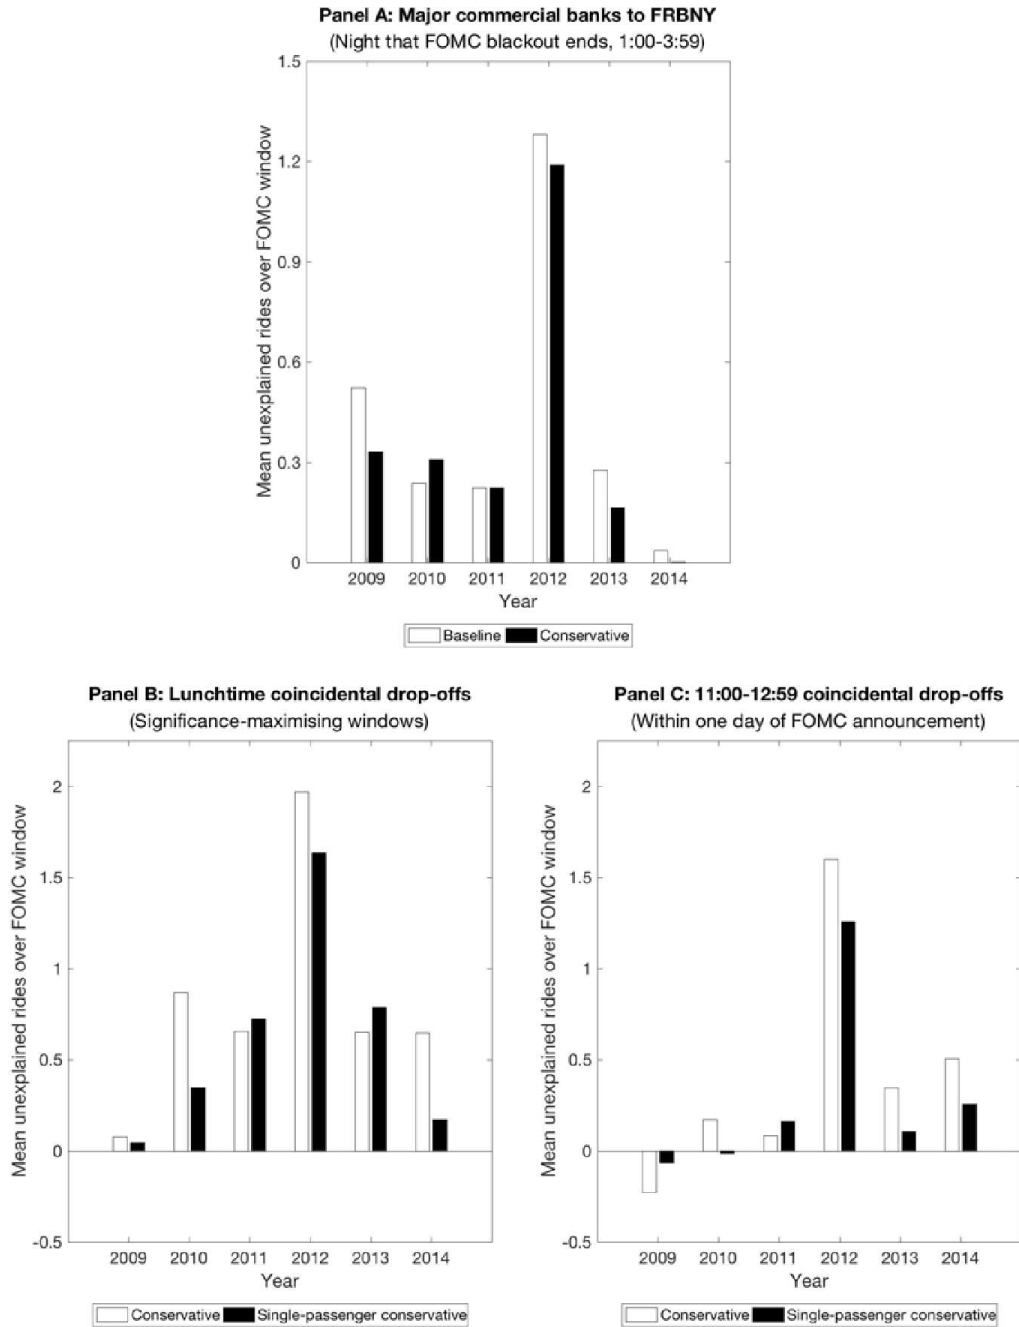 Panel A: Major commercial banks to FRBNY
(Night that FOMC blackout ends, 1:00-3:59)
Mean unexplained rides over FOMC window
1.5
1.2
0.9
0.6
0.3
0
2009 2010 2011 2012 2013 2014
Year
Baseline Conservative
Panel B: Lunchtime coincidental drop-offs
(Significance-maximising windows)
Mean unexplained rides over FOMC window
2
1.5
1
0.5
0
-0.5
2009 2010 2011 2012 2013 2014
Year
Conservative Single-passenger conservative
Panel C: 11:00-12:59 coincidental drop-offs
(Within one day of FOMC announcement)
Mean unexplained rides over FOMC window
2
1.5
1
0.5
0
-0.5
2009 2010 2011 2012 2013 2014
Year
Conservative Single-passenger conservative